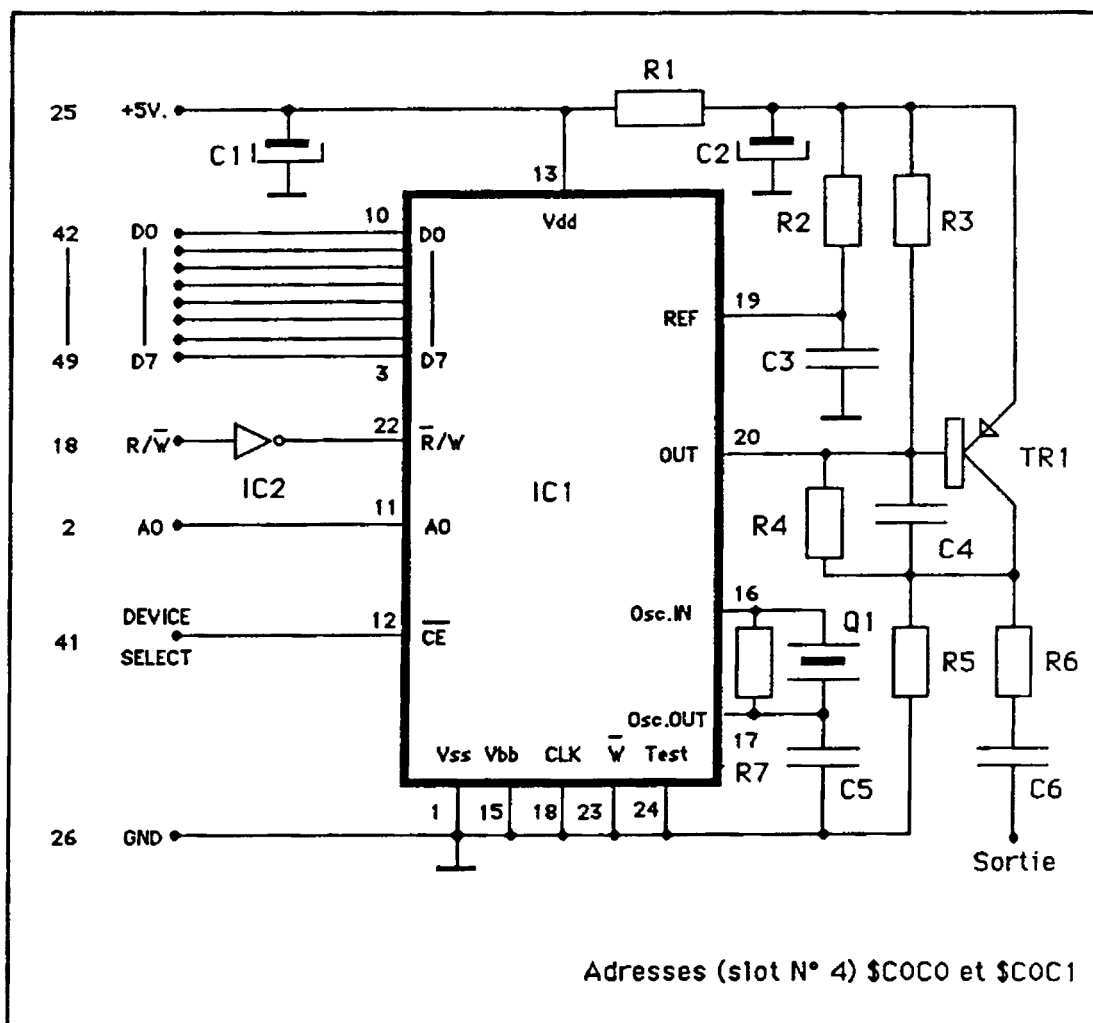 R1
25 +5V.
C1
C2
13
Vdd
R2
R3
42 D0
10
D0
19
REF
C3
49 D7
3
D7
18 R/W̅
IC2
22
R̅/W
20
OUT
TR1
IC1
2 A0
11
A0
R4
C4
DEVICE
41
SELECT
12
C̅E̅
16
Osc.IN
Q1
R5
R6
Osc.OUT
17
Vss Vbb CLK W̅ Test
R7
C5
C6
1 15 18 23 24
26 GND
Sortie
Adresses (slot N° 4) $C0C0 et $C0C1